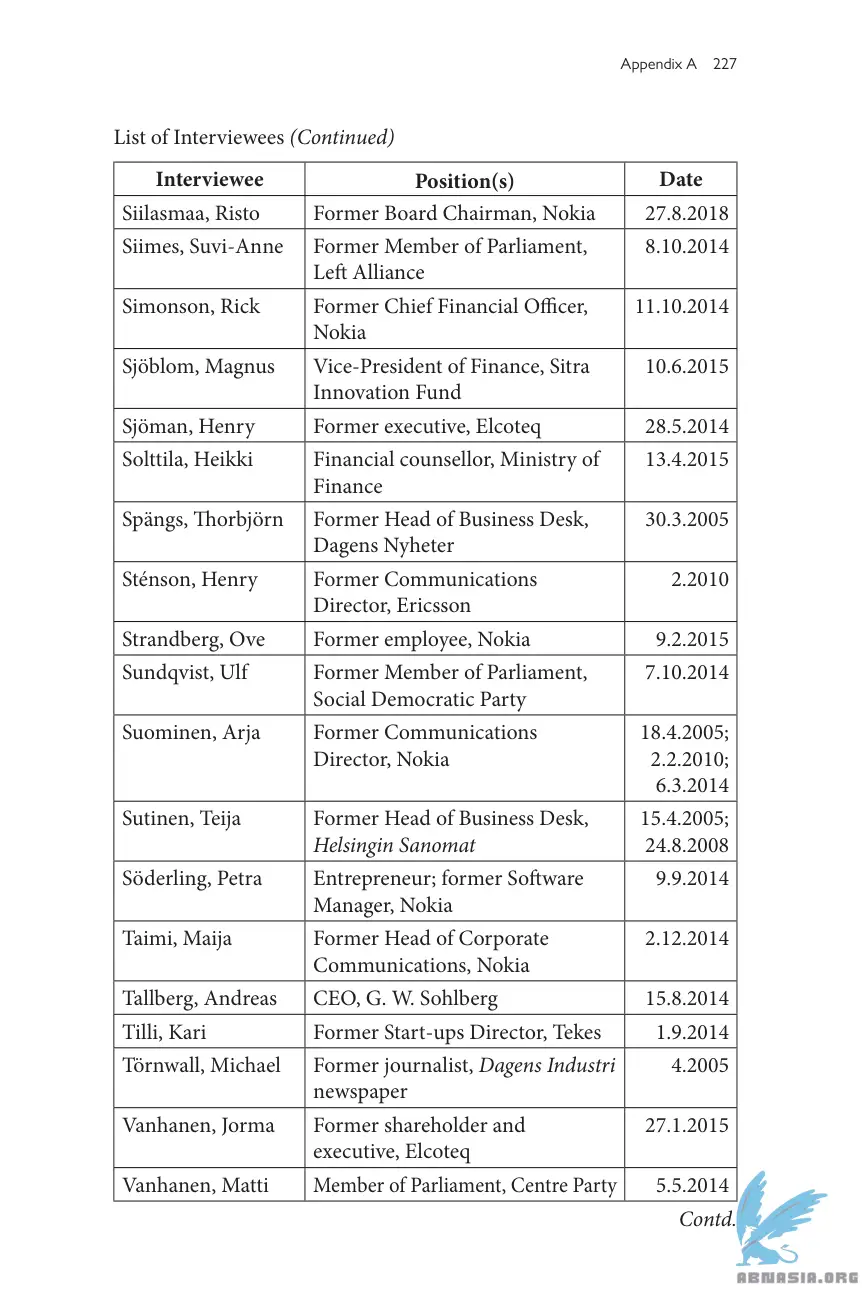 Appendix A 227
List of Interviewees (Continued)
Interviewee Position(s) Date
Siilasmaa, Risto Former Board Chairman, Nokia 27.8.2018
Siimes, Suvi-Anne Former Member of Parliament, 8.10.2014
Left Alliance
Simonson, Rick Former Chief Financial Officer, 11.10.2014
Nokia
Sjöblom, Magnus Vice-President of Finance, Sitra 10.6.2015
Innovation Fund
Sjöman, Henry Former executive, Elcoteq 28.5.2014
Solttila, Heikki Financial counsellor, Ministry of 13.4.2015
Finance
Spängs, Thorbjörn Former Head of Business Desk, 30.3.2005
Dagens Nyheter
Sténson, Henry Former Communications 2.2010
Director, Ericsson
Strandberg, Ove Former employee, Nokia 9.2.2015
Sundqvist, Ulf Former Member of Parliament, 7.10.2014
Social Democratic Party
Suominen, Arja Former Communications 18.4.2005;
Director, Nokia 2.2.2010;
6.3.2014
Sutinen, Teija Former Head of Business Desk, 15.4.2005;
Helsingin Sanomat 24.8.2008
Söderling, Petra Entrepreneur; former Software 9.9.2014
Manager, Nokia
Taimi, Maija Former Head of Corporate 2.12.2014
Communications, Nokia
Tallberg, Andreas CEO, G. W. Sohlberg 15.8.2014
Tilli, Kari Former Start-ups Director, Tekes 1.9.2014
Törnwall, Michael Former journalist, Dagens Industri 4.2005
newspaper
Vanhanen, Jorma Former shareholder and 27.1.2015
executive, Elcoteq
Vanhanen, Matti Member of Parliament, Centre Party 5.5.2014
Contd.
ABNASIA.ORG